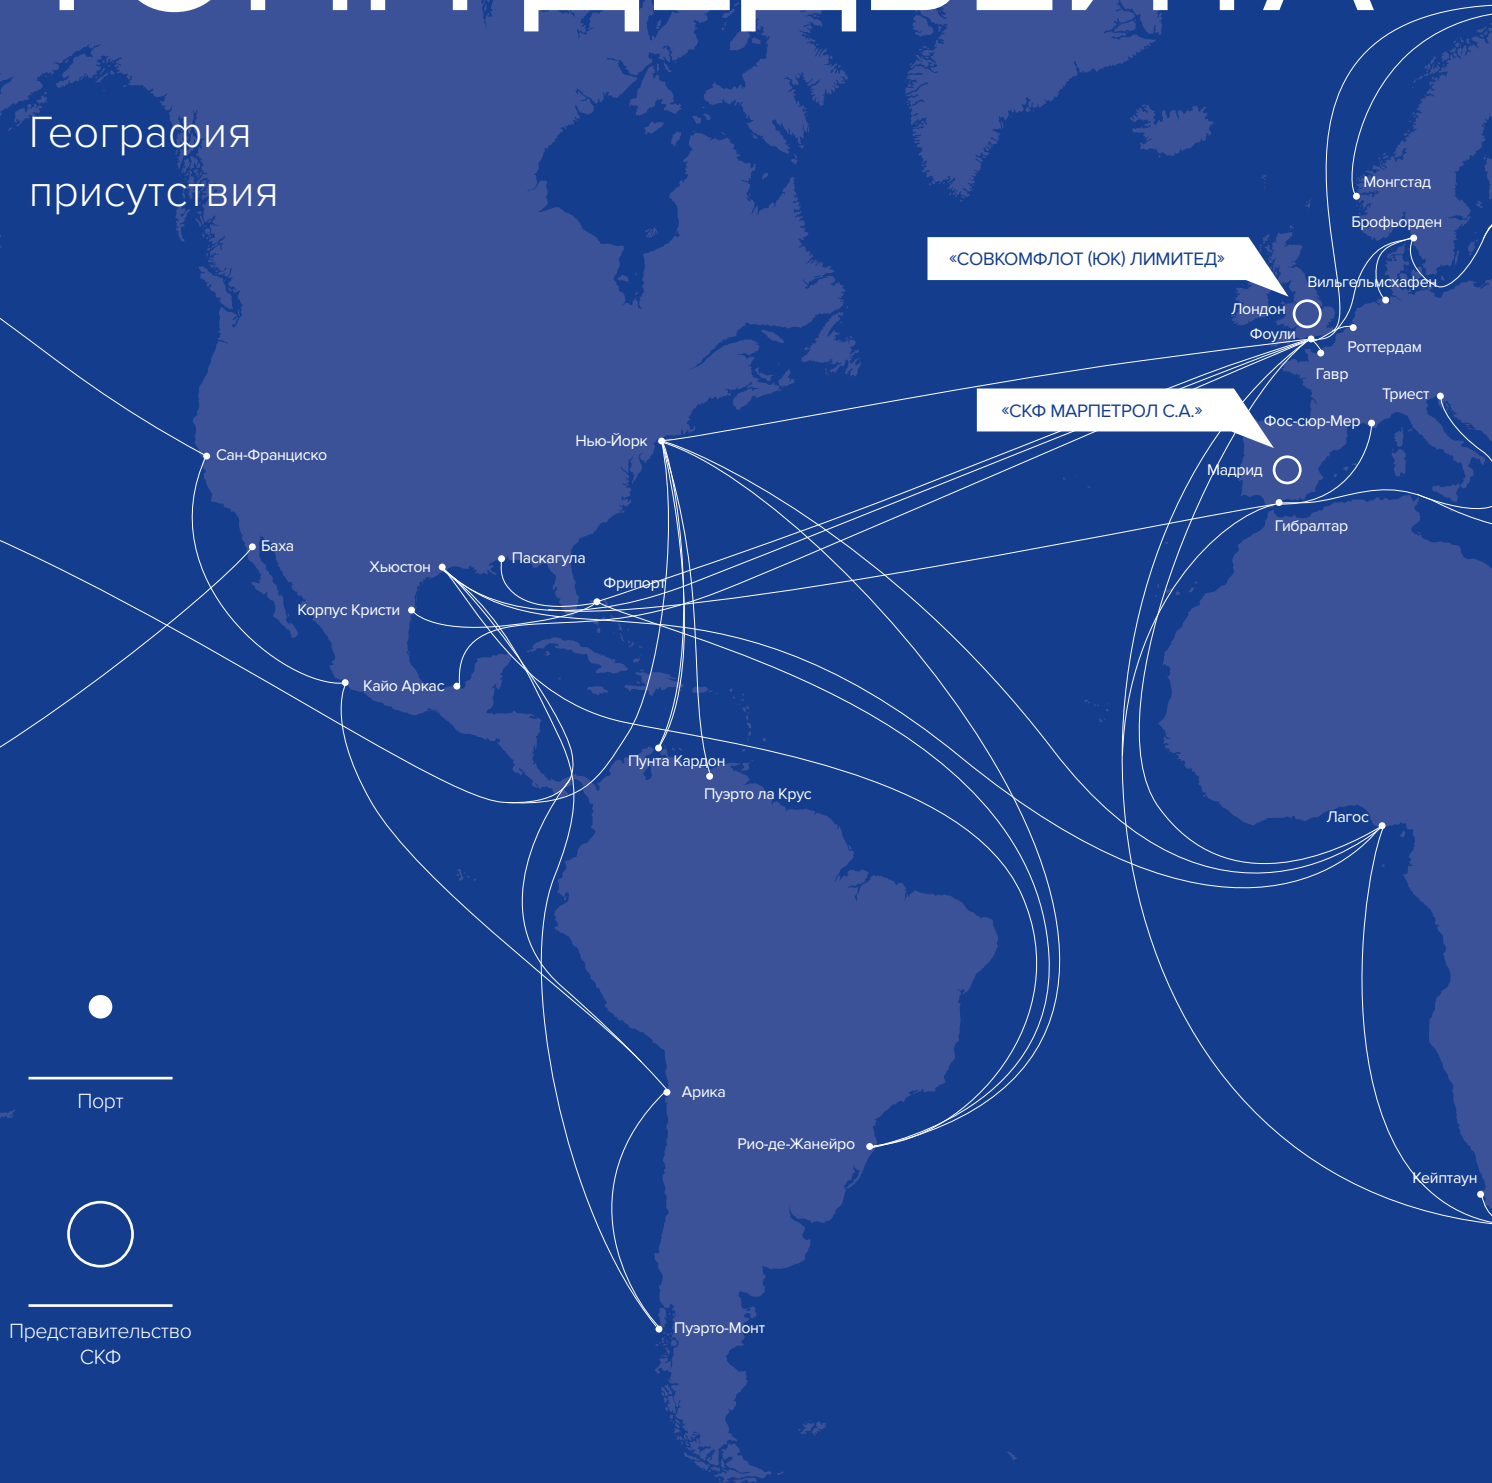 География
присутствия
Монгстад
Брофьорден
«СОВКОМФЛОТ (ЮК) ЛИМИТЕД»
Вильгельмсхафен
Лондон
Фоули
Роттердам
Гавр
Триест
«СКФ МАРПЕТРОЛ С.А.»
Фос-сюр-Мер
Нью-Йорк
Сан-Франциско
Мадрид
Гибралтар
Баха
Хьюстон
Паскагула
Фрипорт
Корпус Кристи
Кайо Аркас
Пунта Кардон
Пуэрто ла Крус
Лагос
Арика
Порт
Рио-де-Жанейро
Кейптаун
Пуэрто-Монт
Представительство
СКФ